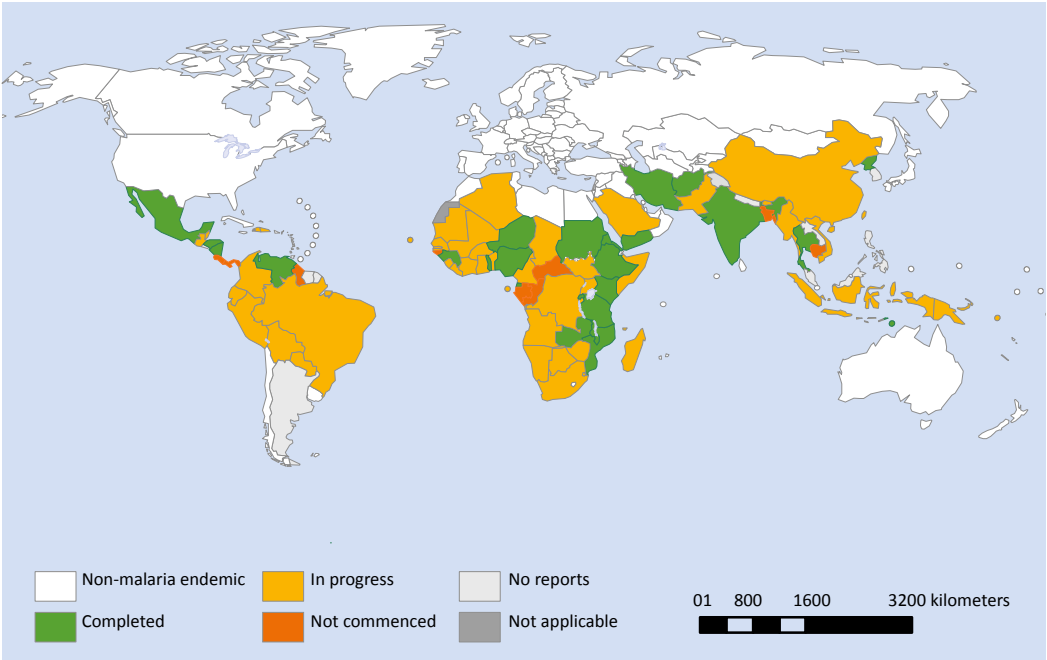 Non-malaria endemic
In progress
No reports
Completed
Not commenced
Not applicable
01 800 1600 3200 kilometers